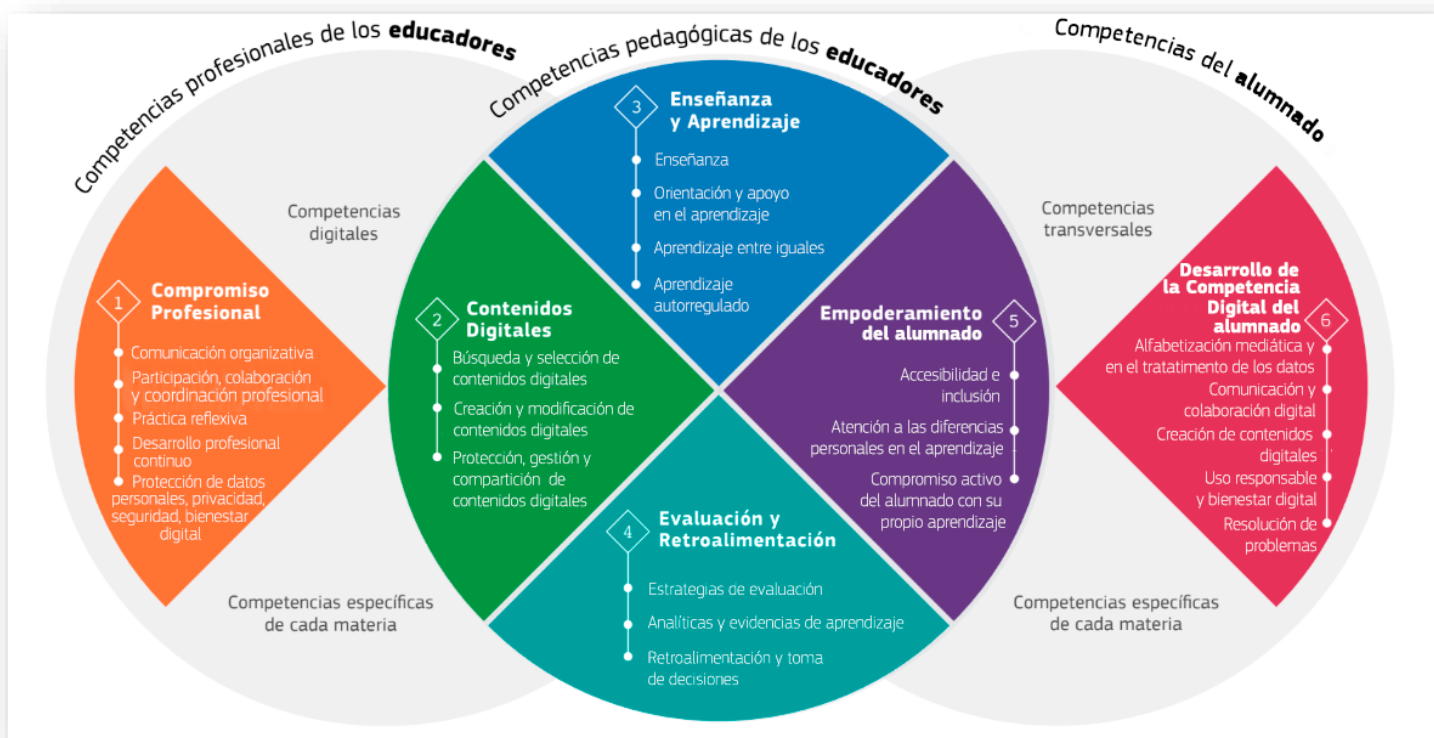 Competencias profesionales de los educadores
Competencias pedagógicas de los educadores
Competencias del alumnado
Competencias
digitales
1
Compromiso
Profesional
Comunicación organizativa
Participación, colaboración
y coordinación profesional
Práctica reflexiva
Desarrollo profesional
continuo
Protección de datos
personales, privacidad,
seguridad, bienestar
digital
Competencias específicas
de cada materia
2
Contenidos
Digitales
Búsqueda y selección de
contenidos digitales
Creación y modificación de
contenidos digitales
Protección, gestión y
compartición de
contenidos digitales
3
Enseñanza
y Aprendizaje
Enseñanza
Orientación y apoyo
en el aprendizaje
Aprendizaje entre iguales
Aprendizaje
autorregulado
4
Evaluación y
Retroalimentación
Estrategias de evaluación
Analíticas y evidencias de aprendizaje
Retroalimentación y toma
de decisiones
Empoderamiento
del alumnado
5
Accesibilidad e
inclusión
Atención a las diferencias
personales en el aprendizaje
Compromiso activo
del alumnado con su
propio aprendizaje
Competencias
transversales
Desarrollo de
la Competencia
Digital del
alumnado
6
Alfabetización mediática y
en el tratatimento de los datos
Comunicación y
colaboración digital
Creación de contenidos
digitales
Uso responsable
y bienestar digital
Resolución de
problemas
Competencias específicas
de cada materia